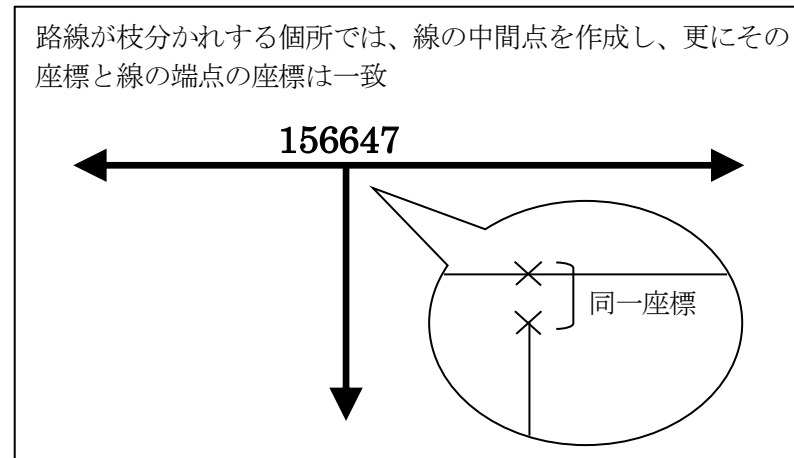 路線が枝分かれする個所では、線の中間点を作成し、更にその
座標と線の端点の座標は一致
156647
同一座標